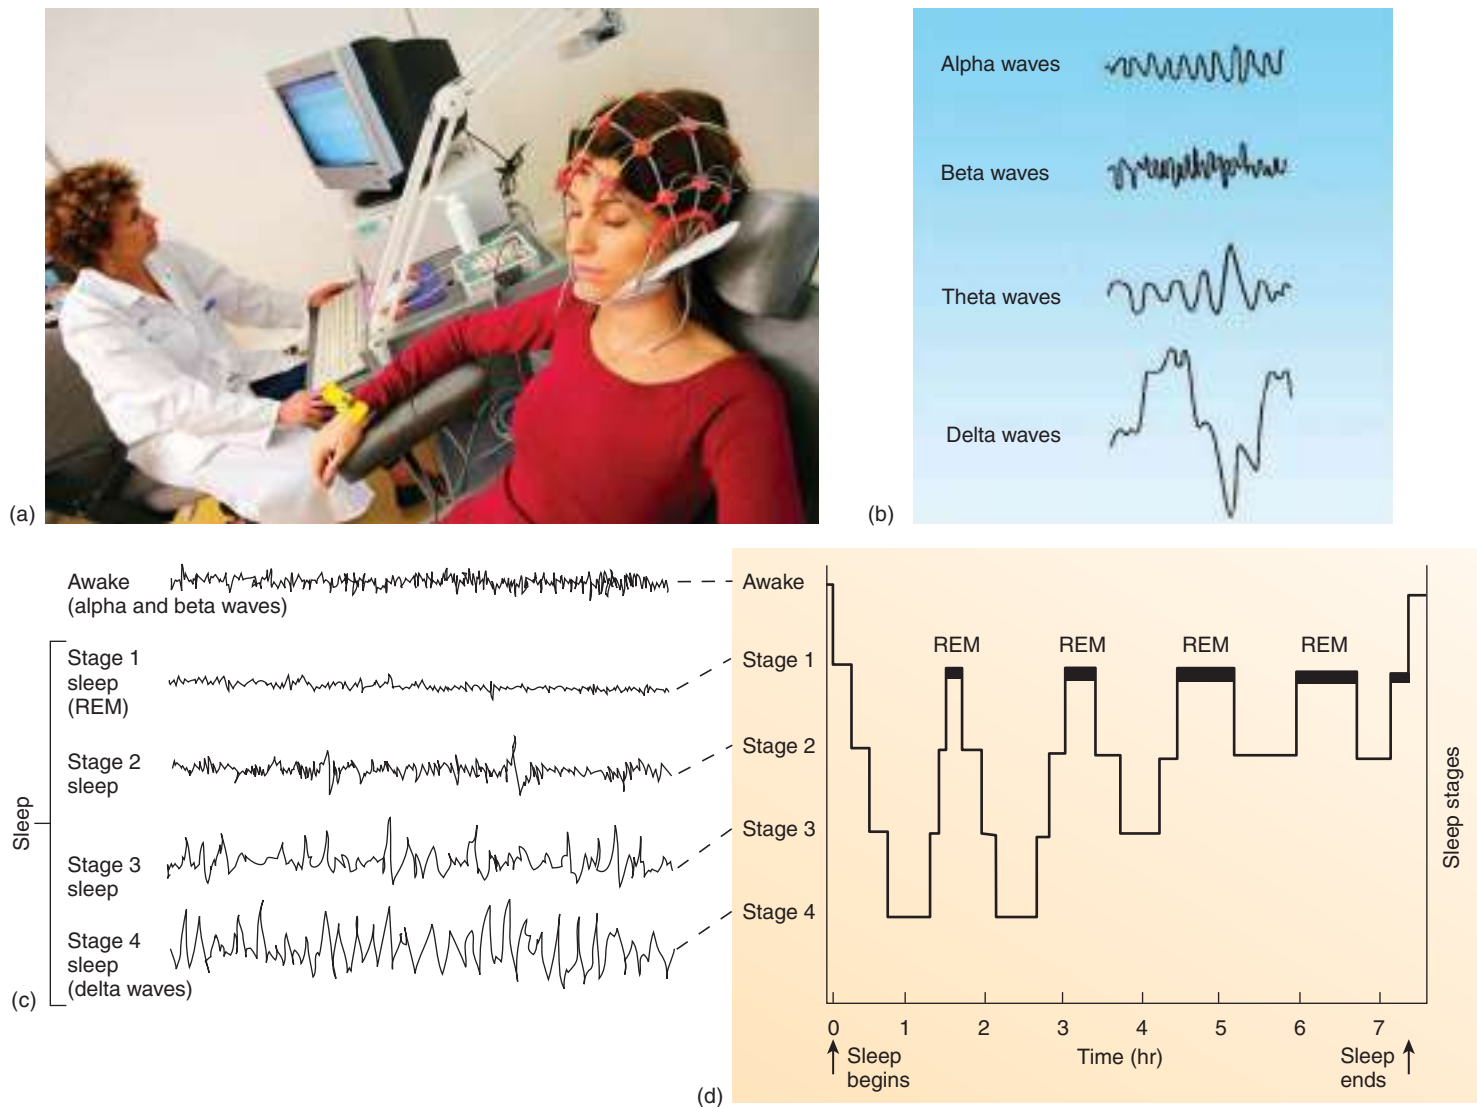 (a)
(b)
Alpha waves
Beta waves
Theta waves
Delta waves
(c)
Awake
(alpha and beta waves)
Sleep
Stage 1
sleep
(REM)
Stage 2
sleep
Stage 3
sleep
Stage 4
sleep
(delta waves)
(d)
Awake
Stage 1
Stage 2
Stage 3
Stage 4
REM
REM
REM
REM
Sleep stages
0 1 2 3 4 5 6 7
Time (hr)
Sleep
begins
Sleep
ends